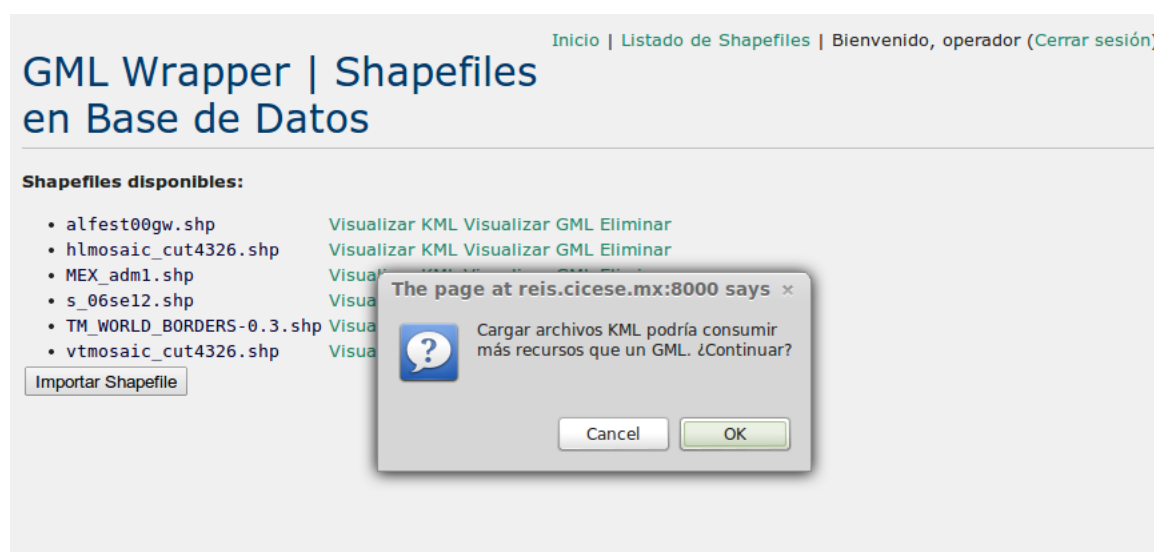 Inicio | Listado de Shapefiles | Bienvenido, operador (Cerrar sesión)
GML Wrapper | Shapefiles
en Base de Datos
Shapefiles disponibles:
• alfest00gw.shp Visualizar KML Visualizar GML Eliminar
• hlmosaic_cut4326.shp Visualizar KML Visualizar GML Eliminar
• MEX_adm1.shp
• s_06se12.shp
• TM_WORLD_BORDERS-0.3.shp
• vtmosaic_cut4326.shp
Importar Shapefile
The page at reis.cicese.mx:8000 says ×
Cargar archivos KML podría consumir
más recursos que un GML. ¿Continuar?
Cancel OK